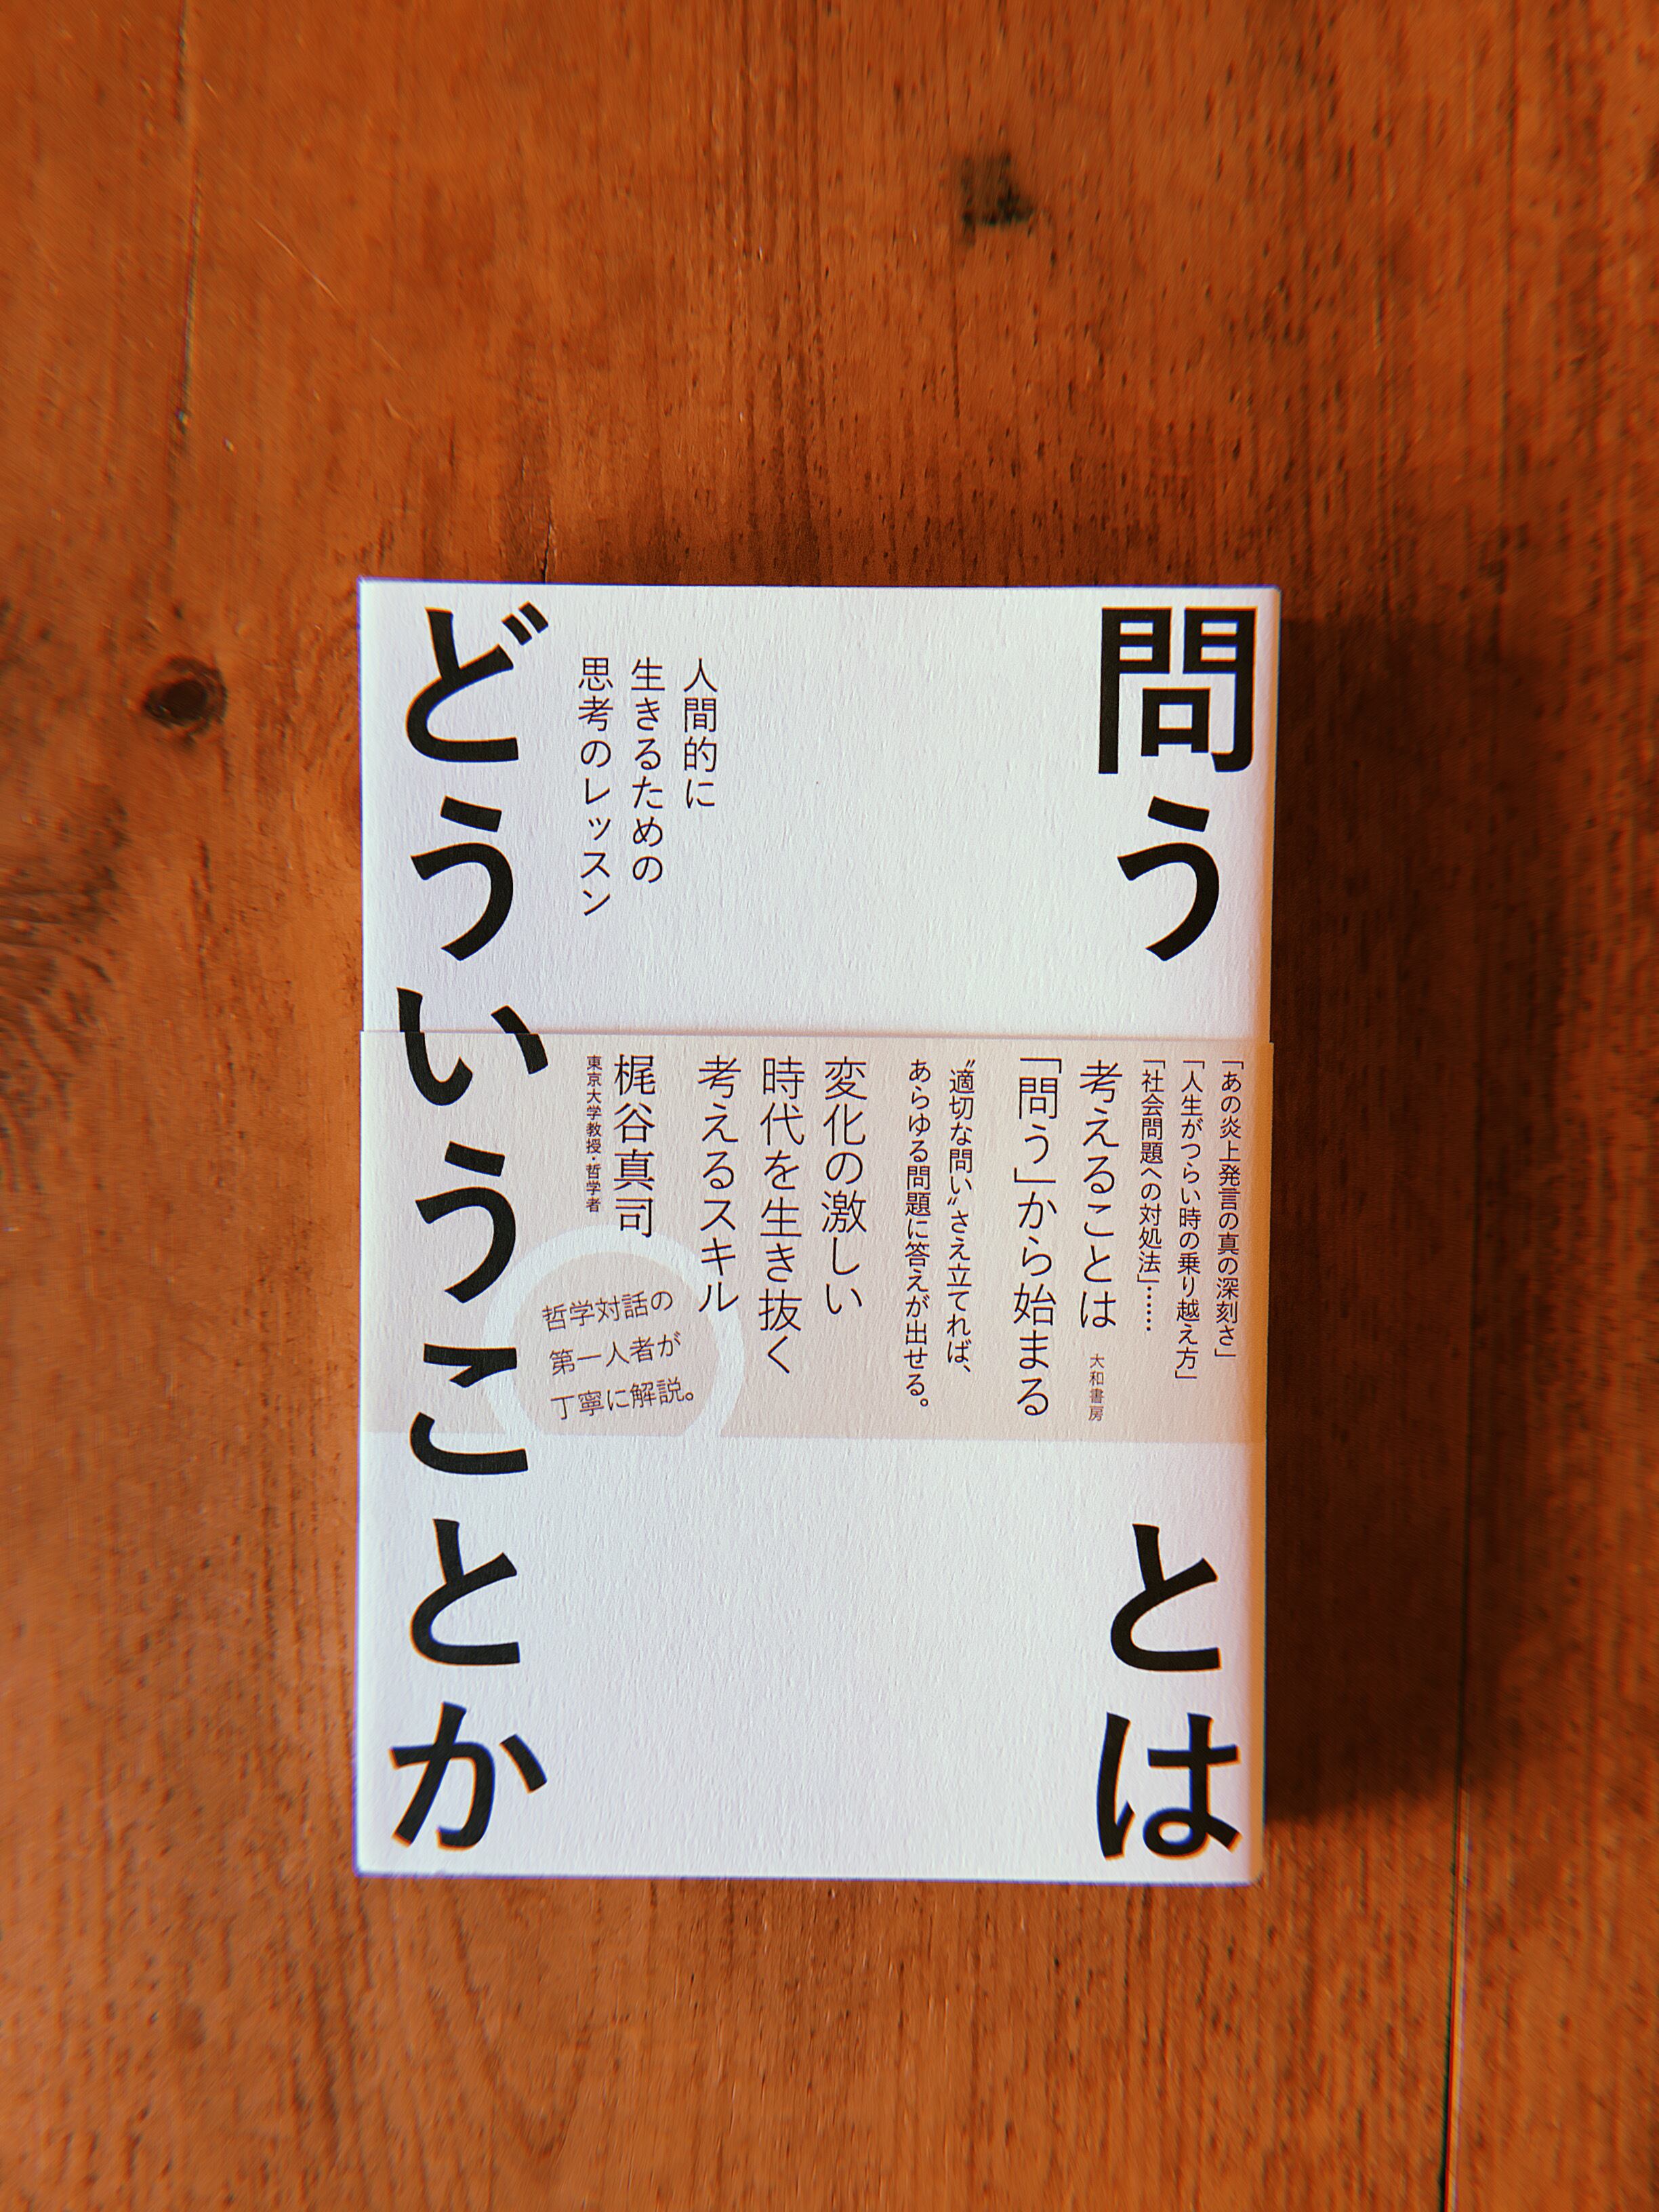 問うとは
どういうことか
人間的に
生きるための
思考のレッスン
「あの炎上発言の真の深刻さ」
「人生がつらい時の乗り越え方」
「社会問題への対処法」……
考えることは
「問う」から始まる
大和書房
〝適切な問い〟さえ立てれば、
あらゆる問題に答えが出せる。
変化の激しい
時代を生き抜く
考えるスキル
梶谷真司
東京大学教授・哲学者
哲学対話の
第一人者が
丁寧に解説。